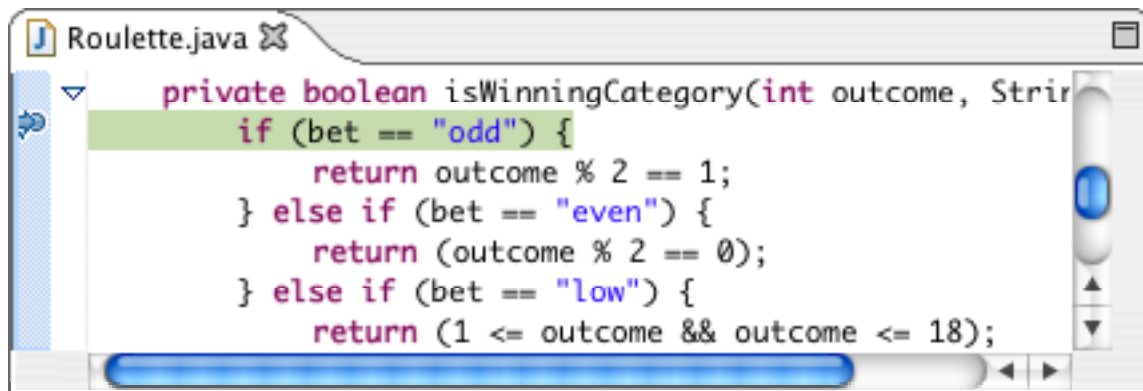 Roulette.java
private boolean isWinningCategory(int outcome, Strin
if (bet == "odd") {
return outcome % 2 == 1;
} else if (bet == "even") {
return (outcome % 2 == 0);
} else if (bet == "low") {
return (1 <= outcome && outcome <= 18);